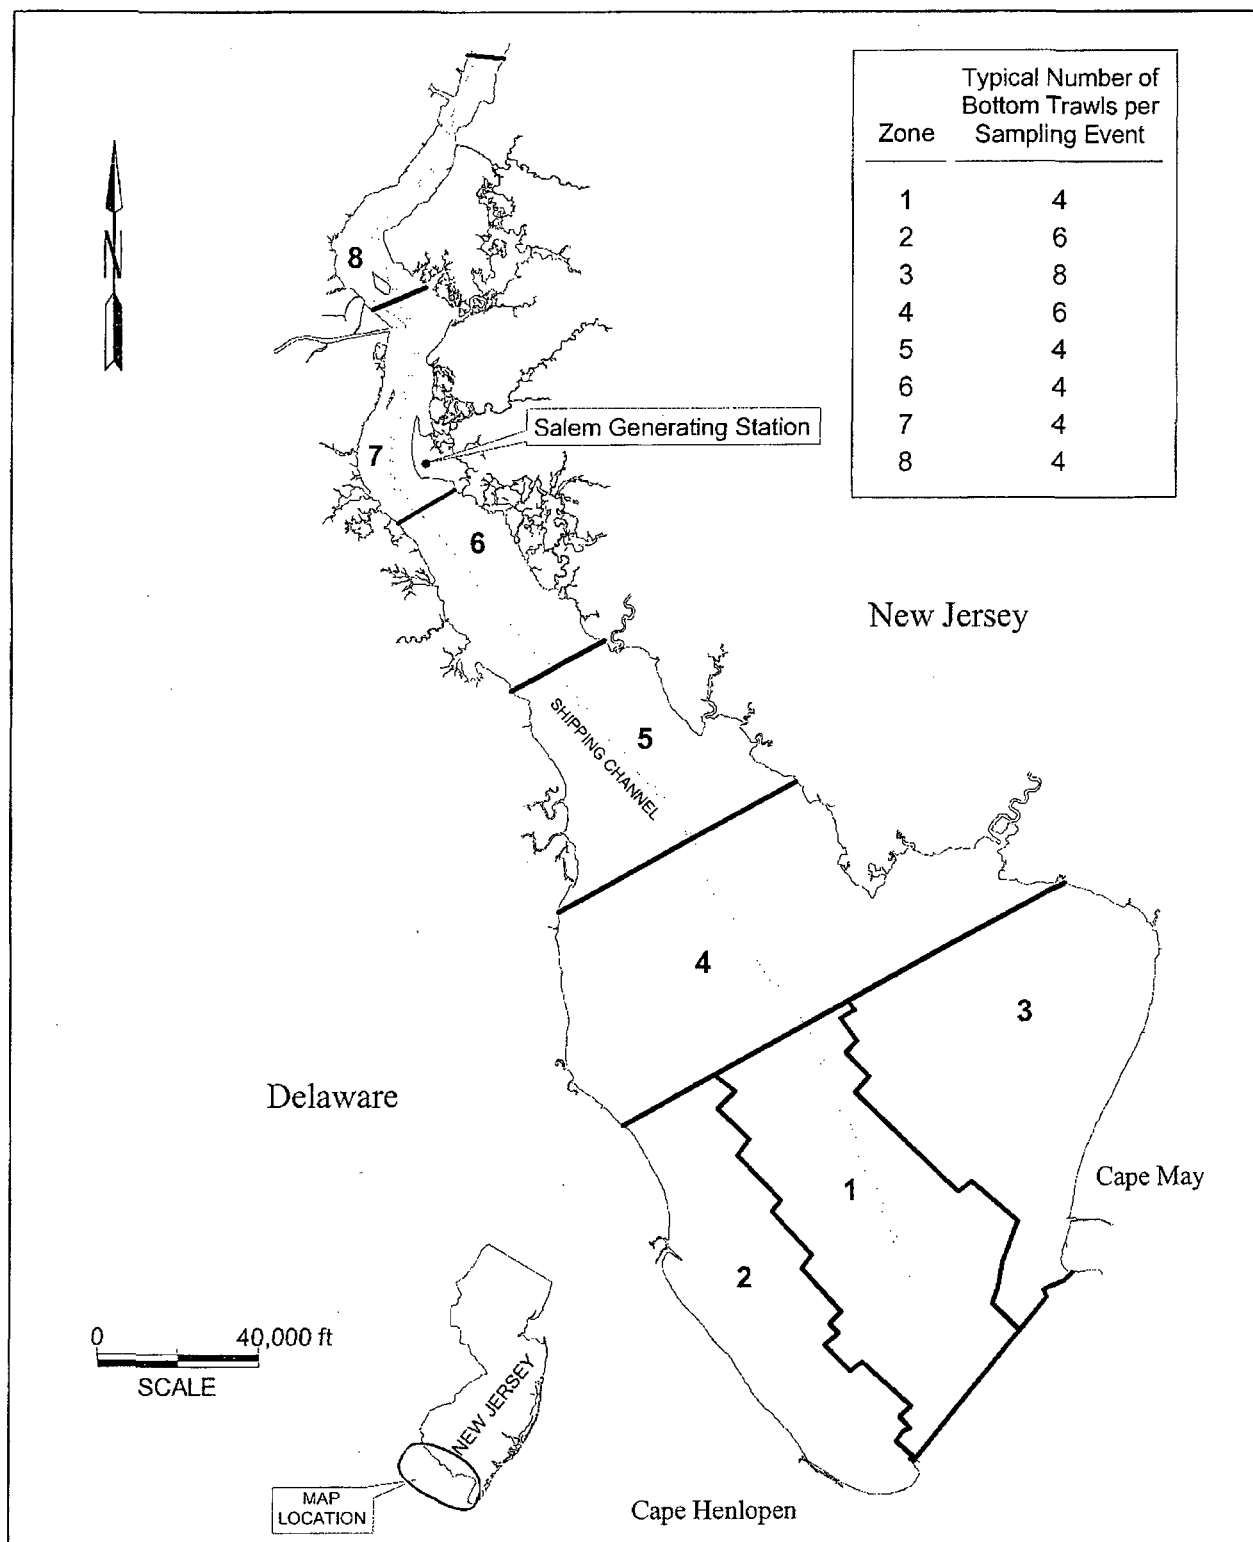 Typical Number of
Bottom Trawls per
Zone Sampling Event
1 4
2 6
3 8
4 6
5 4
6 4
7 4
8 4
N
8
Salem Generating Station
7
6
New Jersey
SHIPPING CHANNEL
5
4
3
Delaware
Cape May
1
2
0 40,000 ft
SCALE
NEW JERSEY
MAP
LOCATION
Cape Henlopen